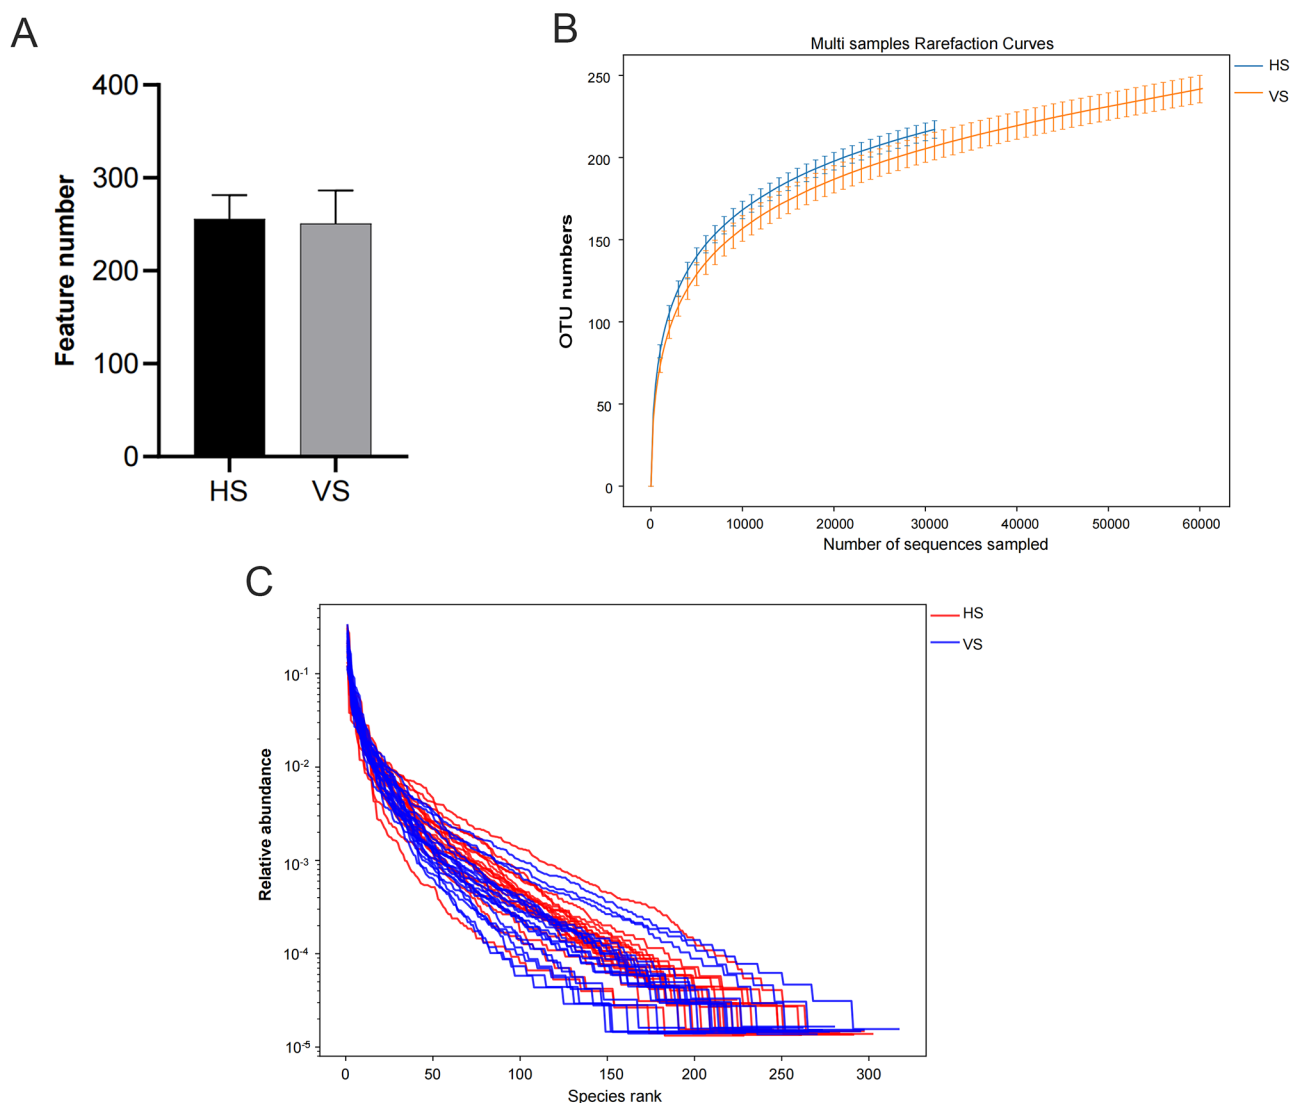 A
400
300
200
100
0
Feature number
HS
VS
B
Multi samples Rarefaction Curves
HS
VS
250
200
150
100
50
0
OTU numbers
0
10000
20000
30000
40000
50000
60000
Number of sequences sampled
C
HS
VS
10-1
10-2
10-3
10-4
10-5
Relative abundance
0
50
100
150
200
250
300
Species rank